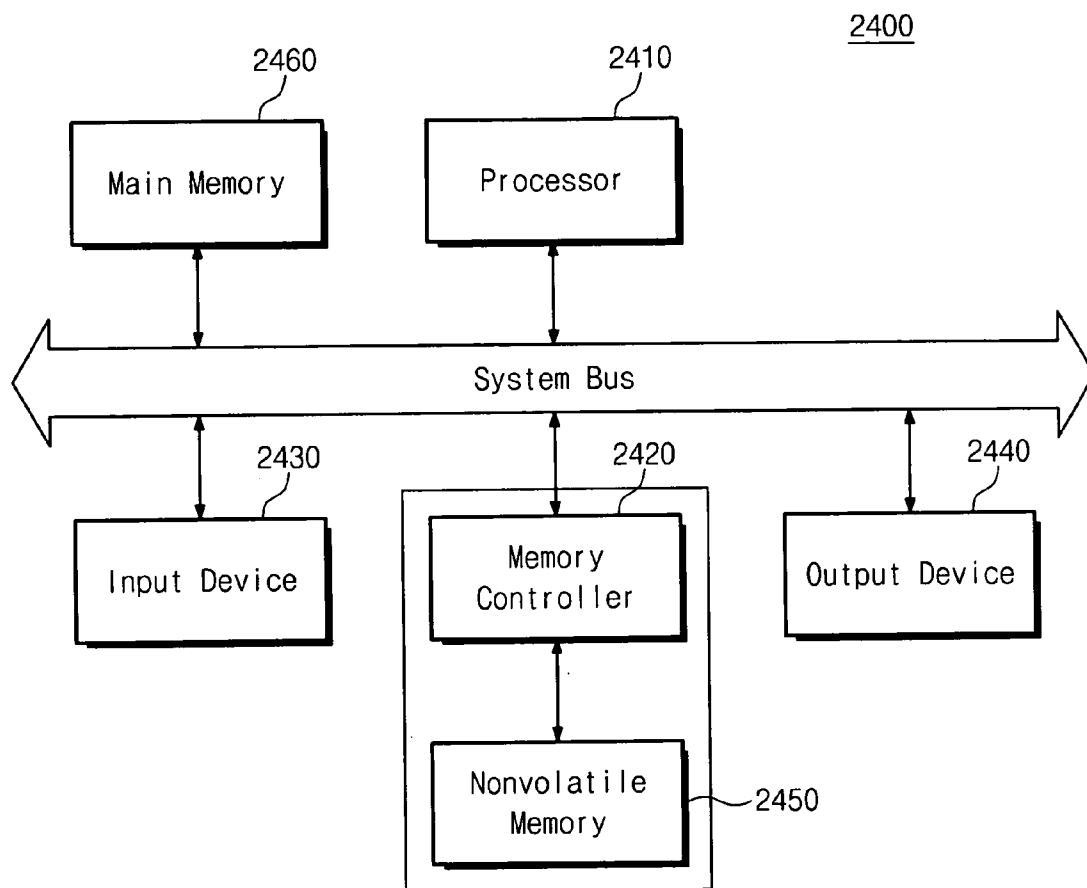 2400
2460
2410
Main Memory
Processor
System Bus
2430
2420
2440
Input Device
Memory
Controller
Output Device
Nonvolatile
Memory
2450